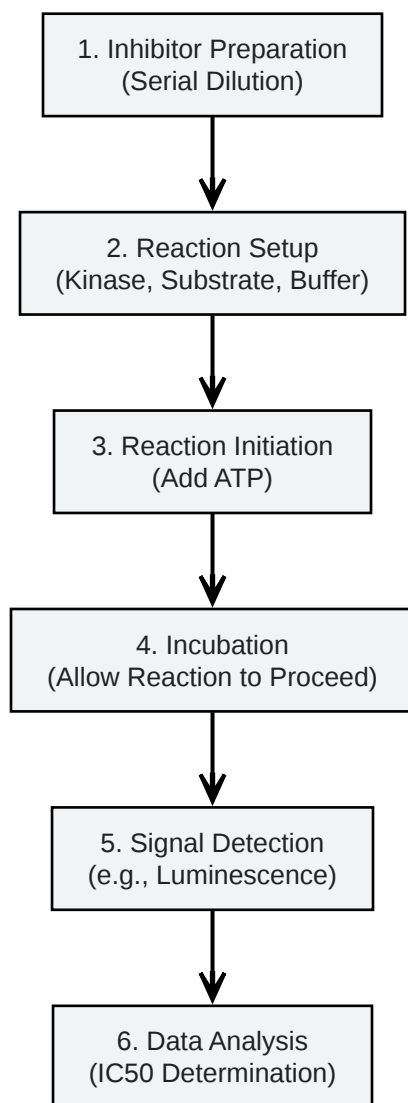 1. Inhibitor Preparation
(Serial Dilution)
2. Reaction Setup
(Kinase, Substrate, Buffer)
3. Reaction Initiation
(Add ATP)
4. Incubation
(Allow Reaction to Proceed)
5. Signal Detection
(e.g., Luminescence)
6. Data Analysis
(IC50 Determination)